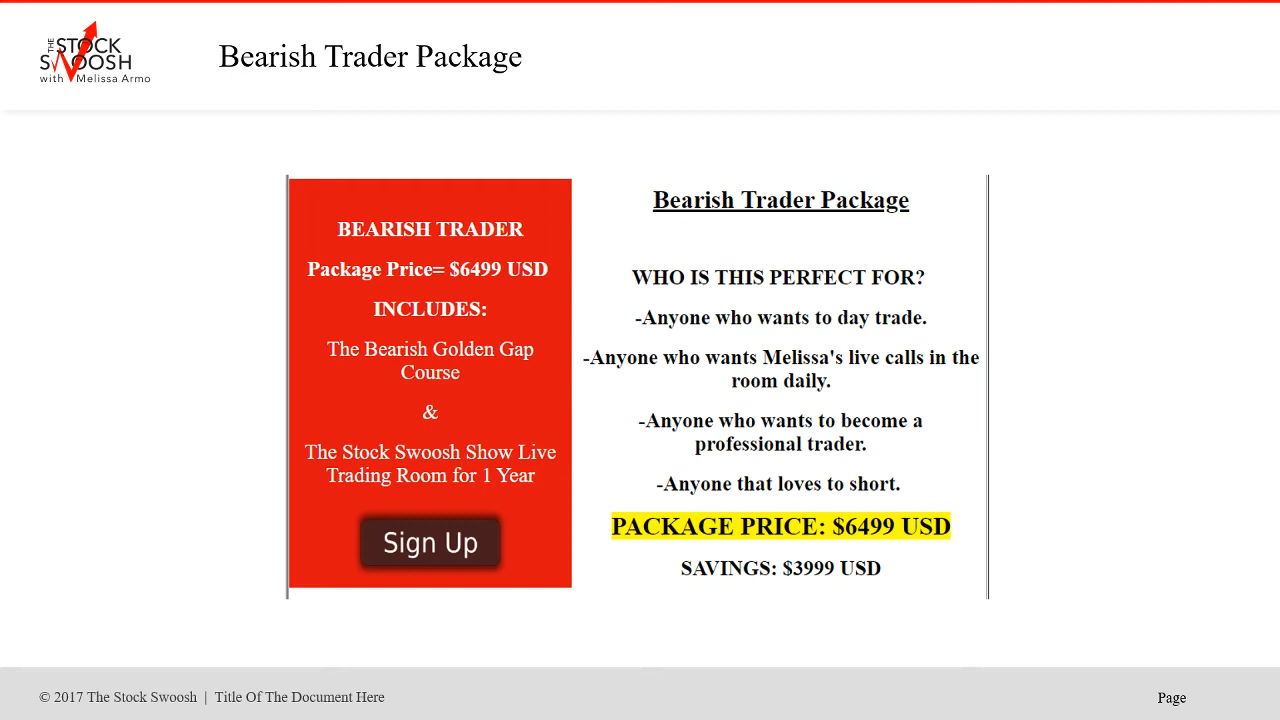 THE STOCK
SWOOSH
with Melissa Armo
Bearish Trader Package
BEARISH TRADER
Package Price= $6499 USD
INCLUDES:
The Bearish Golden Gap
Course
&
The Stock Swoosh Show Live
Trading Room for 1 Year
Sign Up
Bearish Trader Package
WHO IS THIS PERFECT FOR?
-Anyone who wants to day trade.
-Anyone who wants Melissa's live calls in the
room daily.
-Anyone who wants to become a
professional trader.
-Anyone that loves to short.
PACKAGE PRICE: $6499 USD
SAVINGS: $3999 USD
© 2017 The Stock Swoosh | Title Of The Document Here
Page